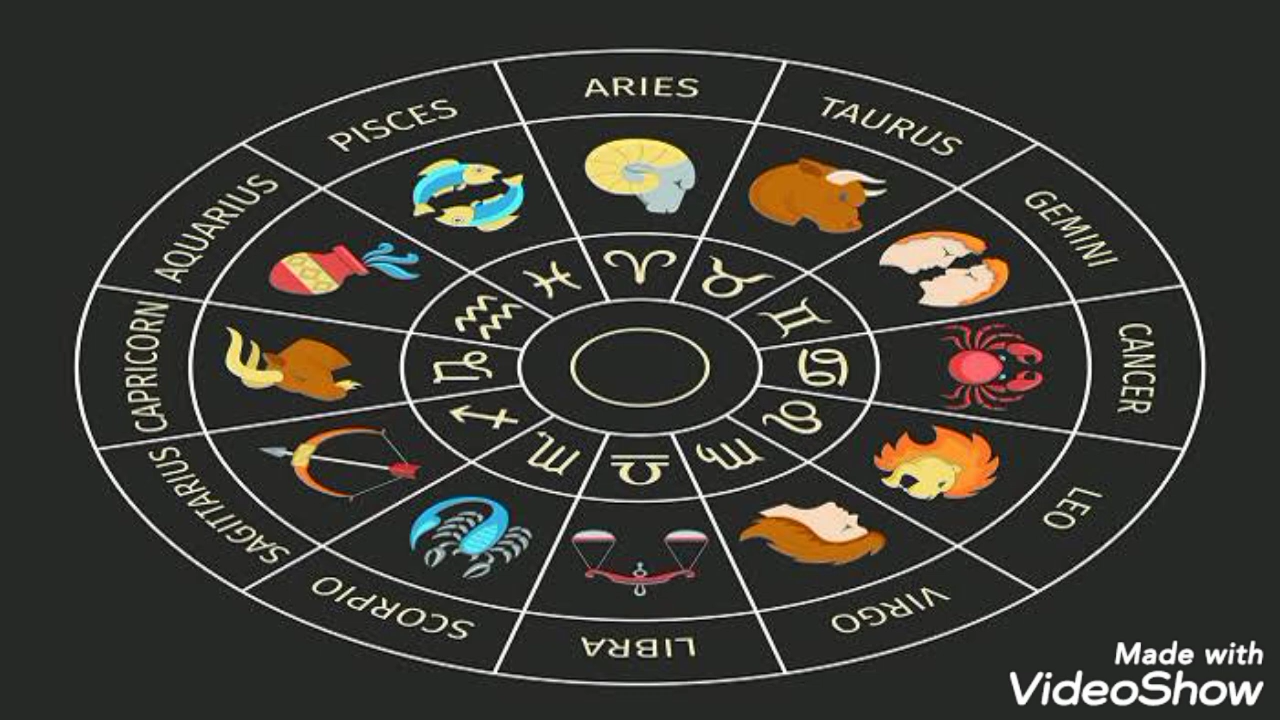 ARIES
TAURUS
GEMINI
CANCER
LEO
VIRGO
LIBRA
SCORPIO
SAGITTARIUS
CAPRICORN
AQUARIUS
PISCES
♈
♉
♊
♋
♌
♍
♎
♏
♐
♑
♒
♓
Made with
VideoShow